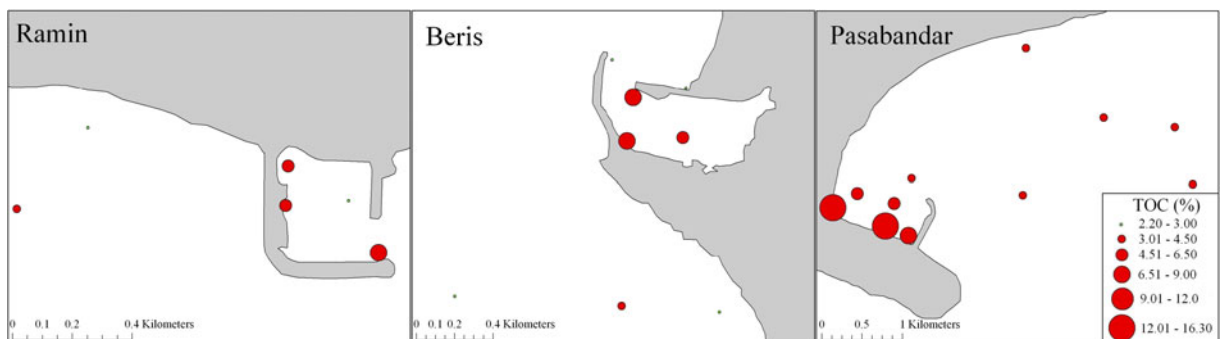 Ramin
Beris
Pasabandar
TOC (%)
2.20 - 3.00
3.01 - 4.50
4.51 - 6.50
6.51 - 9.00
9.01 - 12.0
12.01 - 16.30
0 0.1 0.2 0.4 Kilometers
0 0.1 0.2 0.4 Kilometers
0 0.5 1 Kilometers